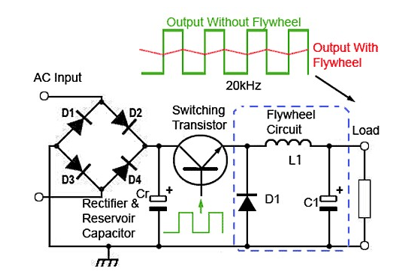 Output Without Flywheel
Output With
Flywheel
20kHz
AC Input
Switching
Transistor
Flywheel
Circuit
Load
D1
D2
D3
D4
L1
Cr
+
D1
C1
+
Rectifier &
Reservoir
Capacitor